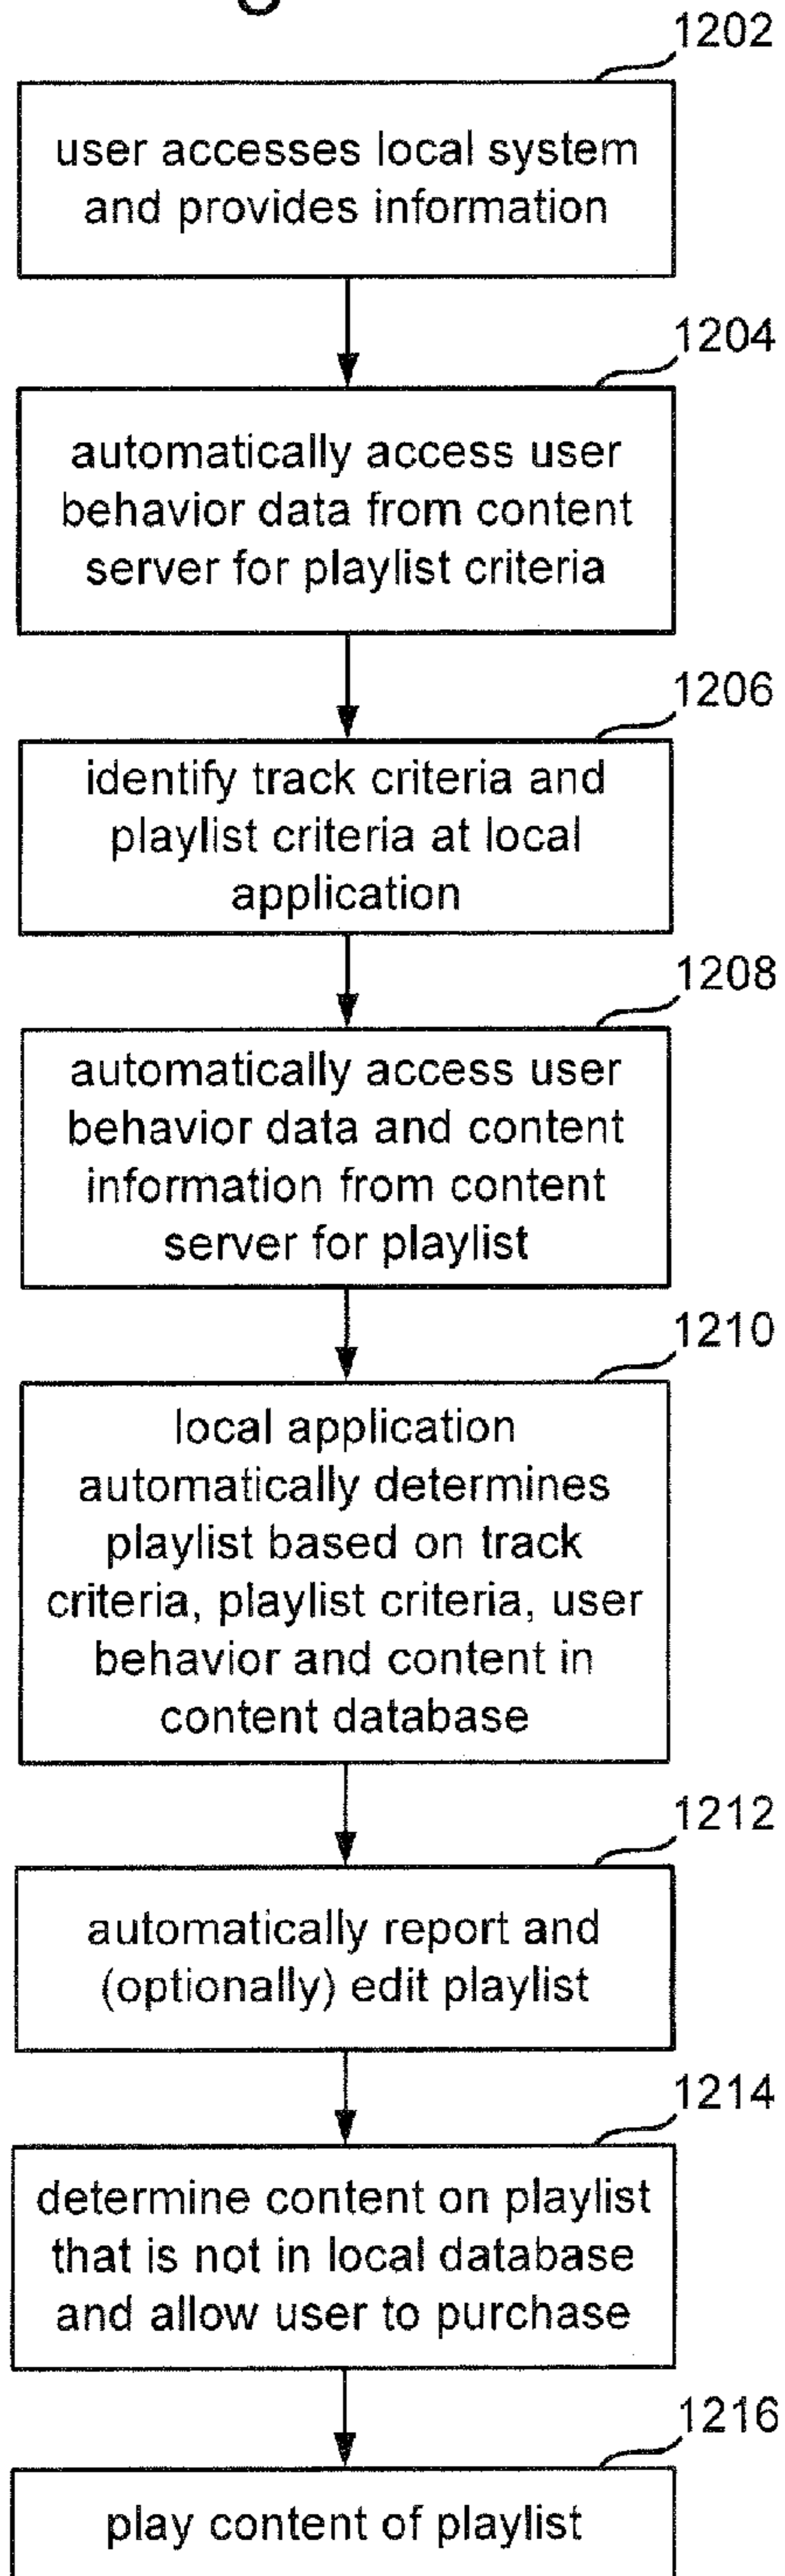 1202
user accesses local system
and provides information
1204
automatically access user
behavior data from content
server for playlist criteria
1206
identify track criteria and
playlist criteria at local
application
1208
automatically access user
behavior data and content
information from content
server for playlist
1210
local application
automatically determines
playlist based on track
criteria, playlist criteria, user
behavior and content in
content database
1212
automatically report and
(optionally) edit playlist
1214
determine content on playlist
that is not in local database
and allow user to purchase
1216
play content of playlist